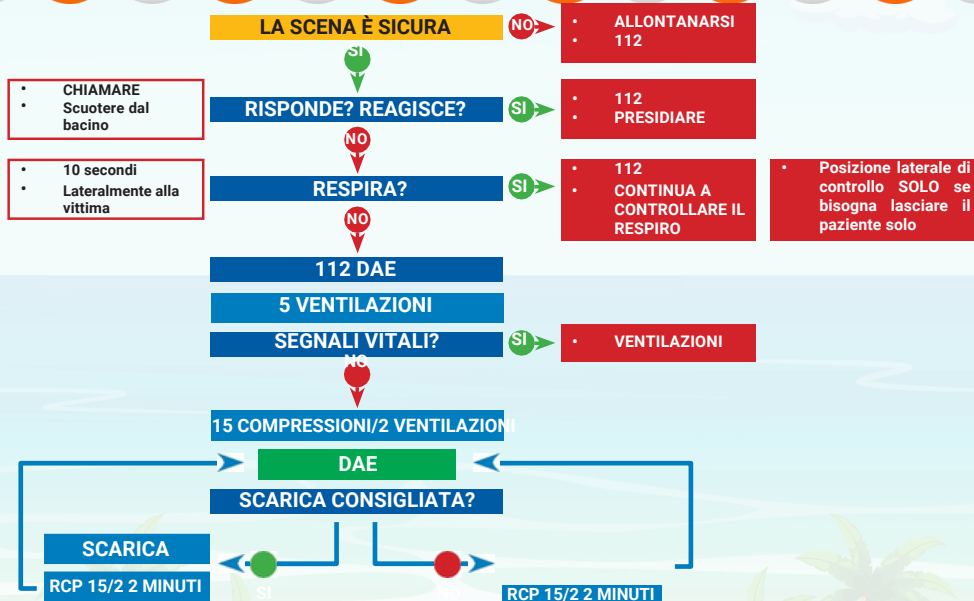 LA SCENA È SICURA
NO
• ALLONTANARSI
• 112
SI
• CHIAMARE
• Scuotere dal
bacino
RISPONDE? REAGISCE?
SI
• 112
• PRESIDIARE
NO
• 10 secondi
• Lateralmente alla
vittima
RESPIRA?
SI
• 112
• CONTINUA A
CONTROLLARE IL
RESPIRO
• Posizione laterale di
controllo SOLO se
bisogna lasciare il
paziente solo
NO
112 DAE
5 VENTILAZIONI
SEGNALI VITALI?
SI
• VENTILAZIONI
NO
15 COMPRESSIONI/2 VENTILAZIONI
DAE
SCARICA CONSIGLIATA?
SCARICA
RCP 15/2 2 MINUTI
SI
NO
RCP 15/2 2 MINUTI